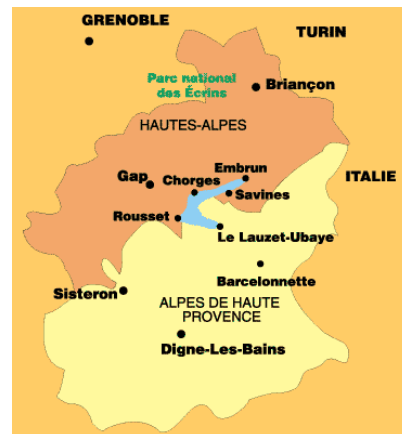 GRENOBLE
TURIN
Parc national
des Écrins
Briançon
HAUTES-ALPES
Embrun
ITALIE
Gap
Chorges
Savines
Rousset
Le Lauzet-Ubaye
Barcelonnette
Sisteron
ALPES DE HAUTE
PROVENCE
Digne-Les-Bains